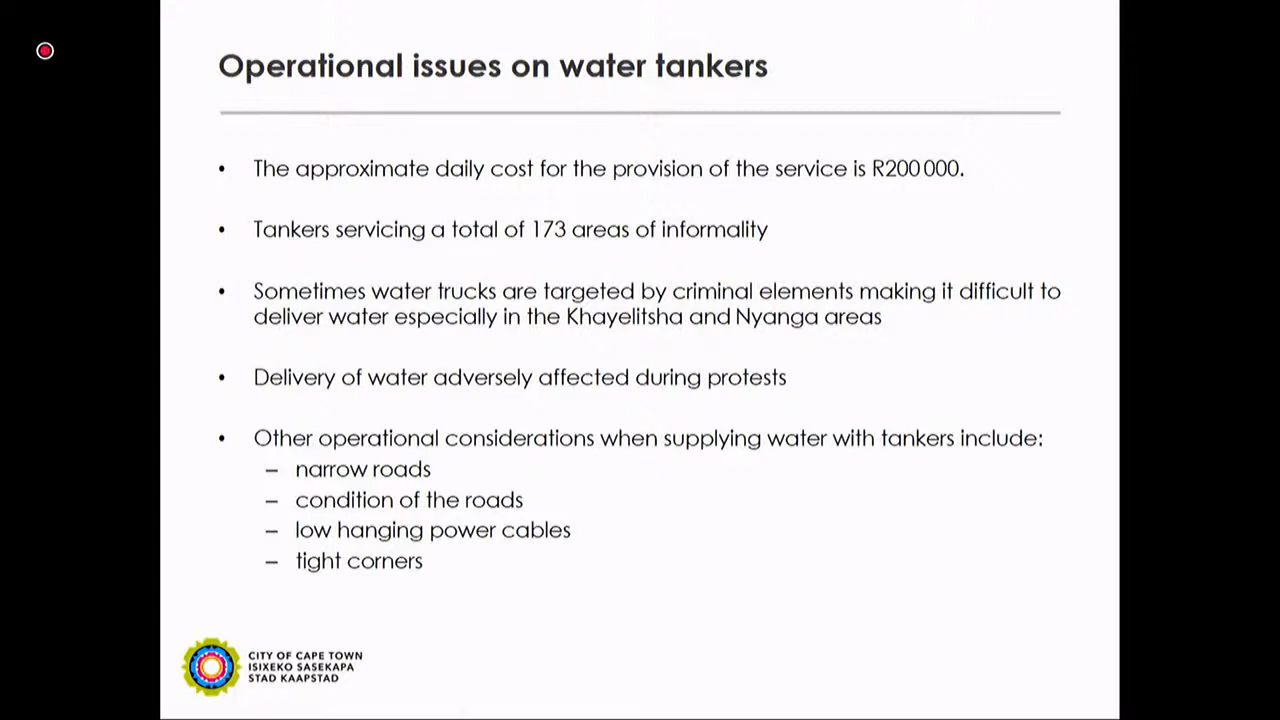 Operational issues on water tankers
• The approximate daily cost for the provision of the service is R200 000.
• Tankers servicing a total of 173 areas of informality
• Sometimes water trucks are targeted by criminal elements making it difficult to
deliver water especially in the Khayelitsha and Nyanga areas
• Delivery of water adversely affected during protests
• Other operational considerations when supplying water with tankers include:
– narrow roads
– condition of the roads
– low hanging power cables
– tight corners
CITY OF CAPE TOWN
ISIXEKO SASEKAPA
STAD KAAPSTAD